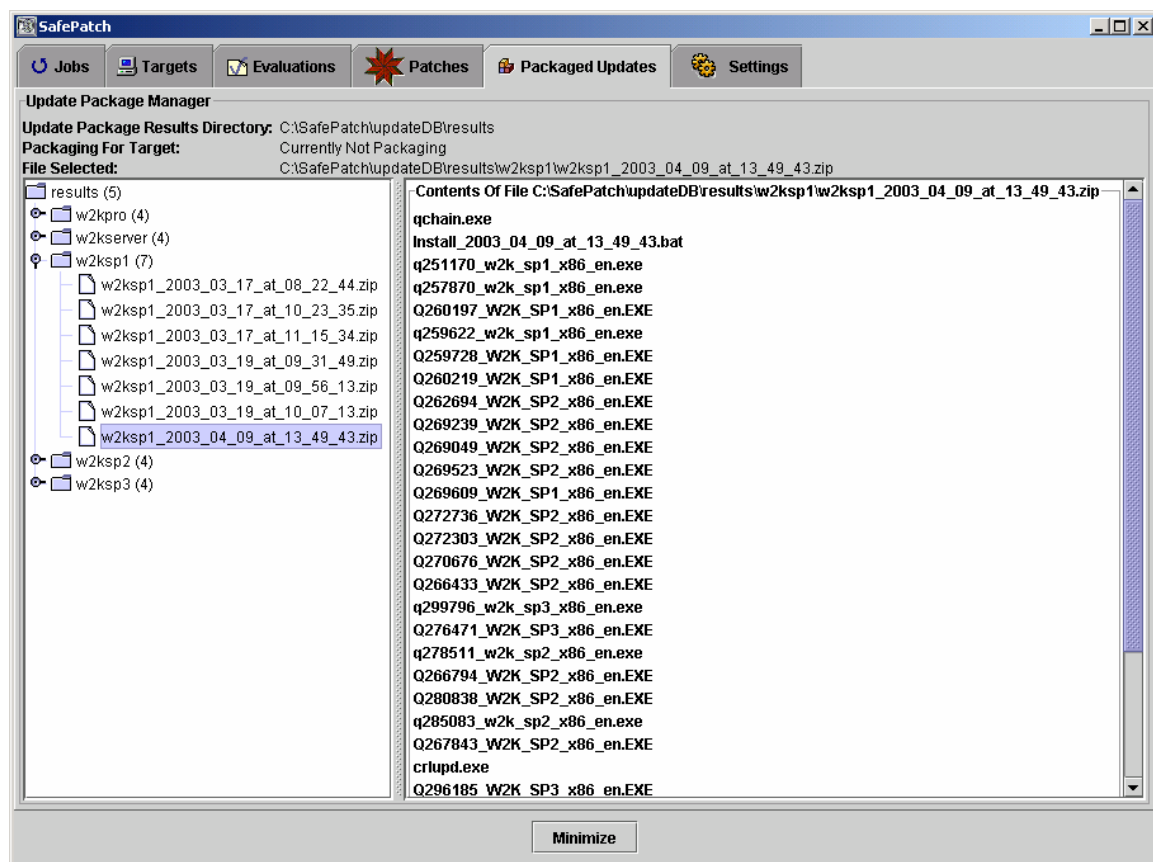 SafePatch
Jobs Targets Evaluations Patches Packaged Updates Settings
Update Package Manager
Update Package Results Directory: C:\SafePatch\updateDB\results
Packaging For Target: Currently Not Packaging
File Selected: C:\SafePatch\updateDB\results\w2ksp1\w2ksp1_2003_04_09_at_13_49_43.zip
results (5)
w2kpro (4)
w2kserver (4)
w2ksp1 (7)
w2ksp1_2003_03_17_at_08_22_44.zip
w2ksp1_2003_03_17_at_10_23_35.zip
w2ksp1_2003_03_17_at_11_15_34.zip
w2ksp1_2003_03_19_at_09_31_49.zip
w2ksp1_2003_03_19_at_09_56_13.zip
w2ksp1_2003_03_19_at_10_07_13.zip
w2ksp1_2003_04_09_at_13_49_43.zip
w2ksp2 (4)
w2ksp3 (4)
Contents Of File C:\SafePatch\updateDB\results\w2ksp1\w2ksp1_2003_04_09_at_13_49_43.zip
qchain.exe
Install_2003_04_09_at_13_49_43.bat
q251170_w2k_sp1_x86_en.exe
q257870_w2k_sp1_x86_en.exe
Q260197_W2K_SP1_x86_en.EXE
q259622_w2k_sp1_x86_en.exe
Q259728_W2K_SP1_x86_en.EXE
Q260219_W2K_SP1_x86_en.EXE
Q262694_W2K_SP2_x86_en.EXE
Q269239_W2K_SP2_x86_en.EXE
Q269049_W2K_SP2_x86_en.EXE
Q269523_W2K_SP2_x86_en.EXE
Q269609_W2K_SP1_x86_en.EXE
Q272736_W2K_SP2_x86_en.EXE
Q272303_W2K_SP2_x86_en.EXE
Q270676_W2K_SP2_x86_en.EXE
Q266433_W2K_SP2_x86_en.EXE
q299796_w2k_sp3_x86_en.exe
Q276471_W2K_SP3_x86_en.EXE
q278511_w2k_sp2_x86_en.exe
Q266794_W2K_SP2_x86_en.EXE
Q280838_W2K_SP2_x86_en.EXE
q285083_w2k_sp2_x86_en.exe
Q267843_W2K_SP2_x86_en.EXE
crlupd.exe
Q296185_W2K_SP3_x86_en.EXE
Minimize